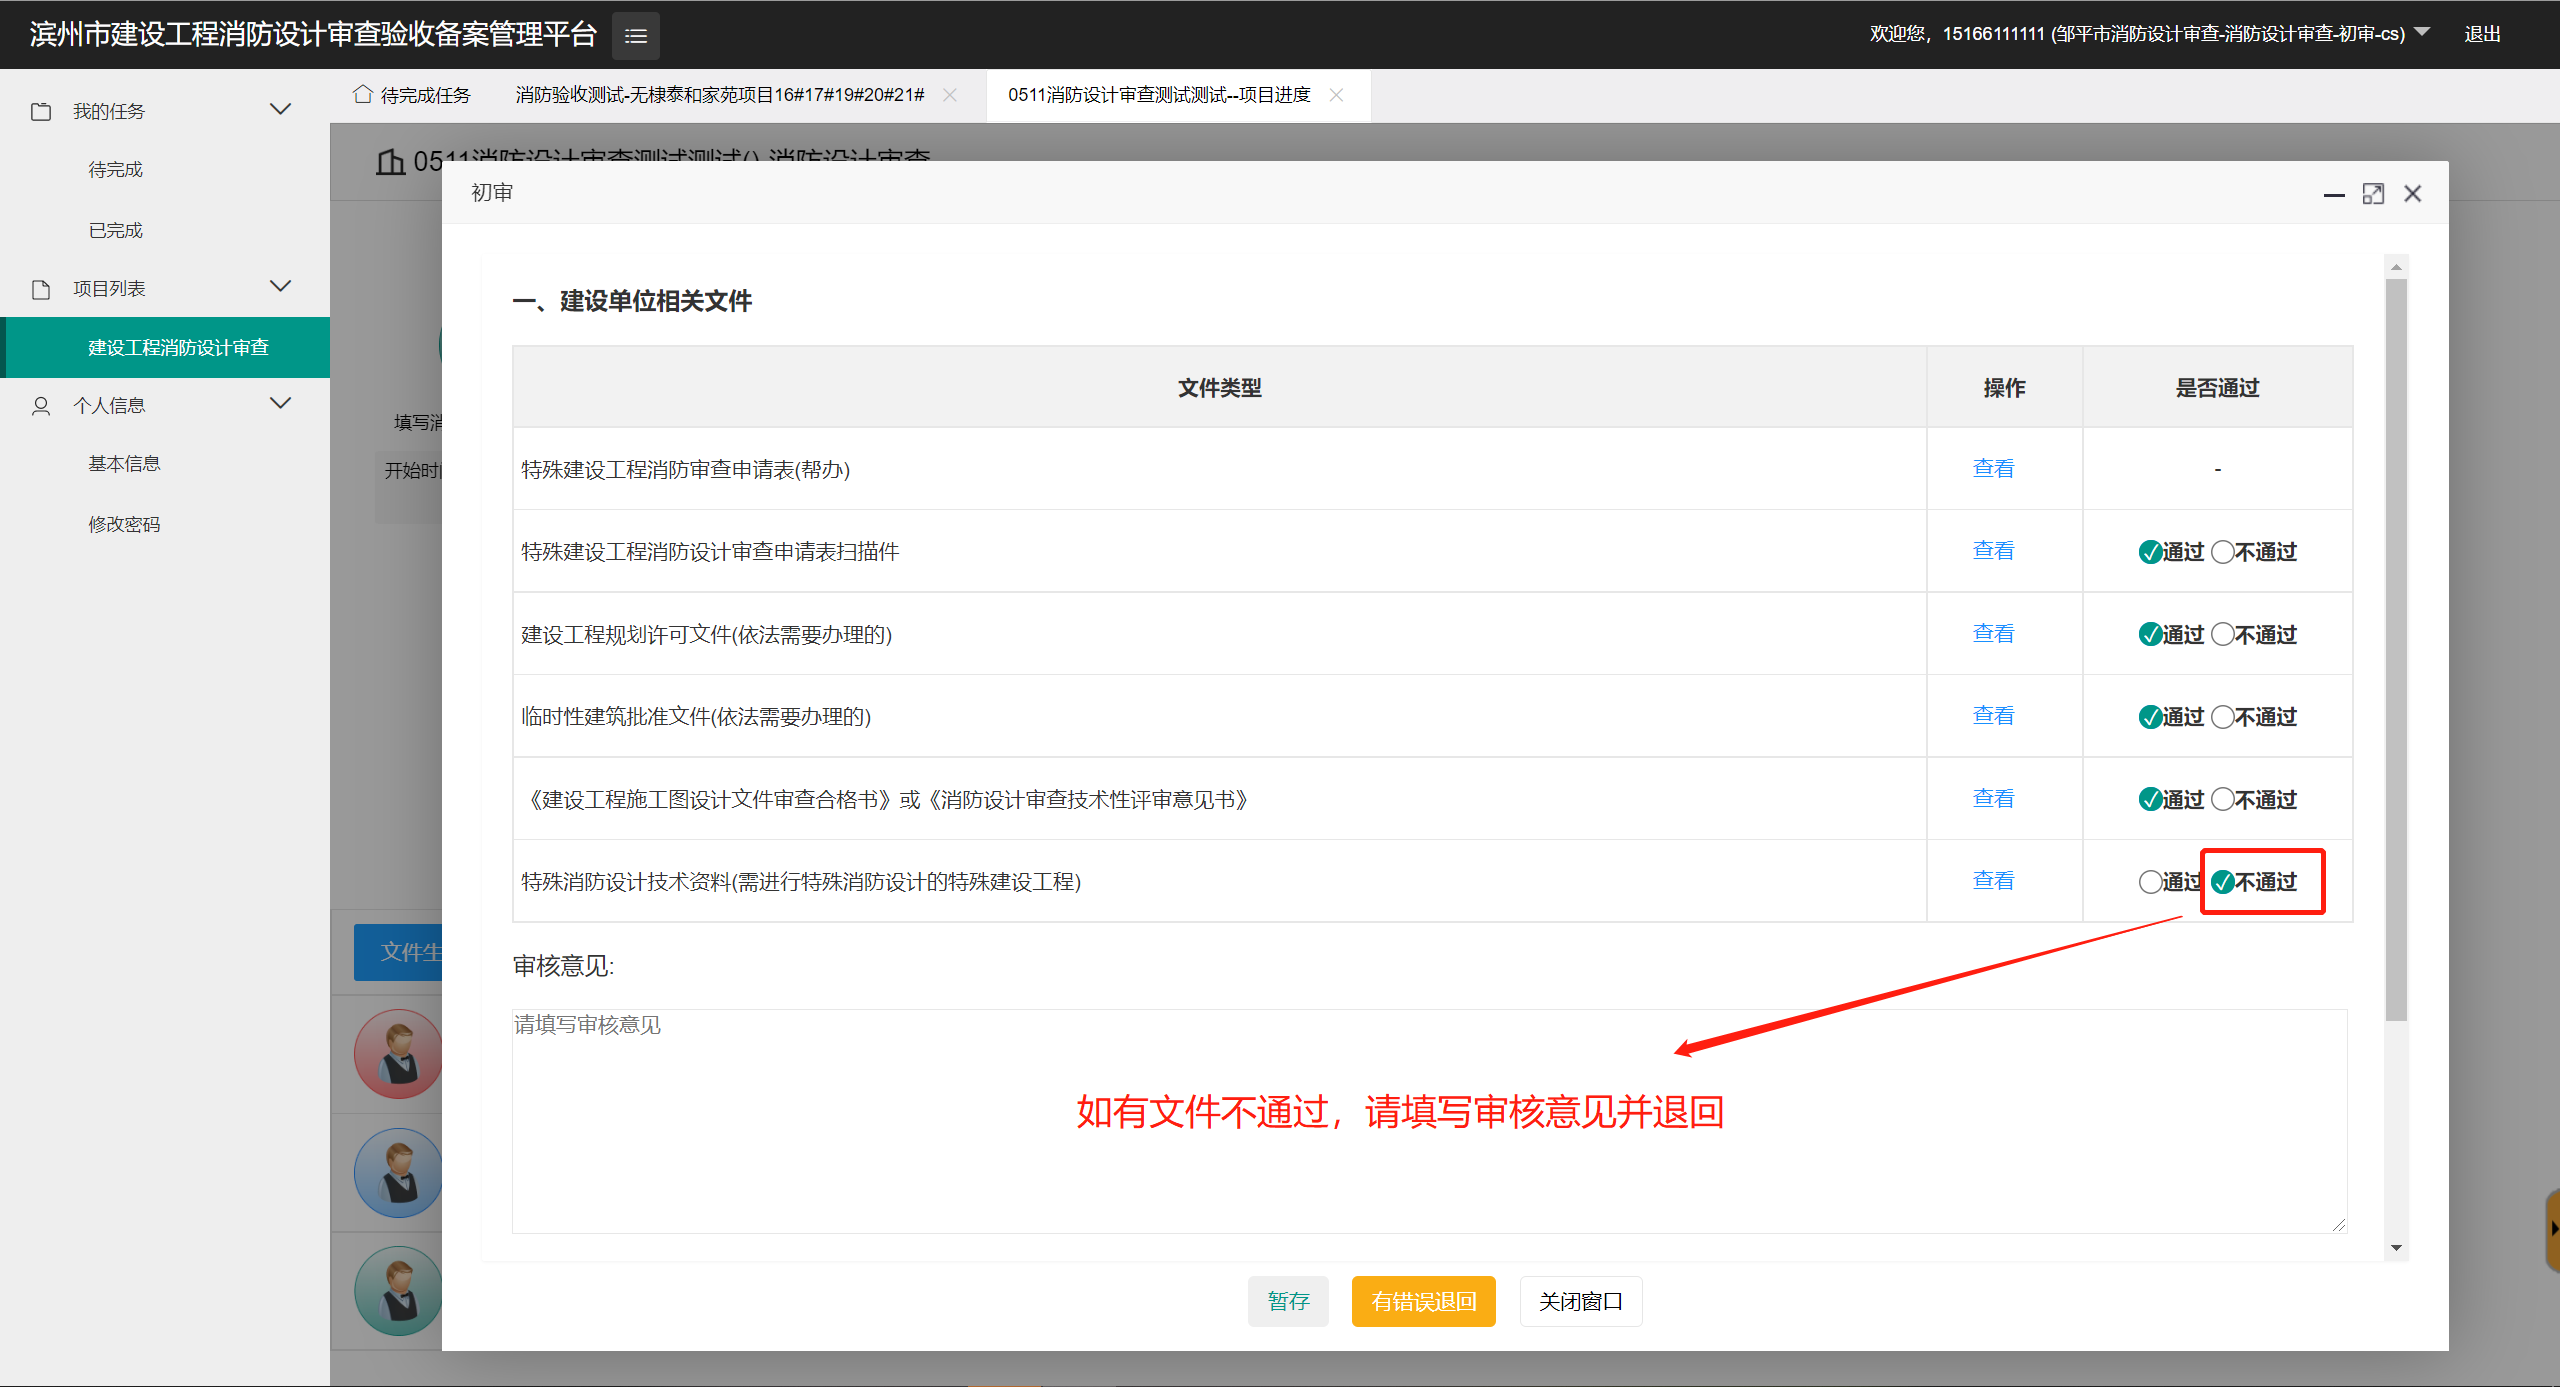 滨州市建设工程消防设计审查验收备案管理平台
欢迎您，15166111111 (邹平市消防设计审查-消防设计审查-初审-cs)
退出
我的任务
待完成
已完成
项目列表
建设工程消防设计审查
个人信息
基本信息
修改密码
待完成任务
消防验收测试-无棣泰和家苑项目16#17#19#20#21#
0511消防设计审查测试测试--项目进度
0511消防设计审查测试测试() 消防设计审查
填写消
开始时
文件生
初审
一、建设单位相关文件
文件类型 操作 是否通过
特殊建设工程消防审查申请表(帮办) 查看 -
特殊建设工程消防设计审查申请表扫描件 查看 通过 不通过
建设工程规划许可文件(依法需要办理的) 查看 通过 不通过
临时性建筑批准文件(依法需要办理的) 查看 通过 不通过
《建设工程施工图设计文件审查合格书》或《消防设计审查技术性评审意见书》 查看 通过 不通过
特殊消防设计技术资料(需进行特殊消防设计的特殊建设工程) 查看 通过 不通过
审核意见:
请填写审核意见
如有文件不通过，请填写审核意见并退回
暂存 有错误退回 关闭窗口